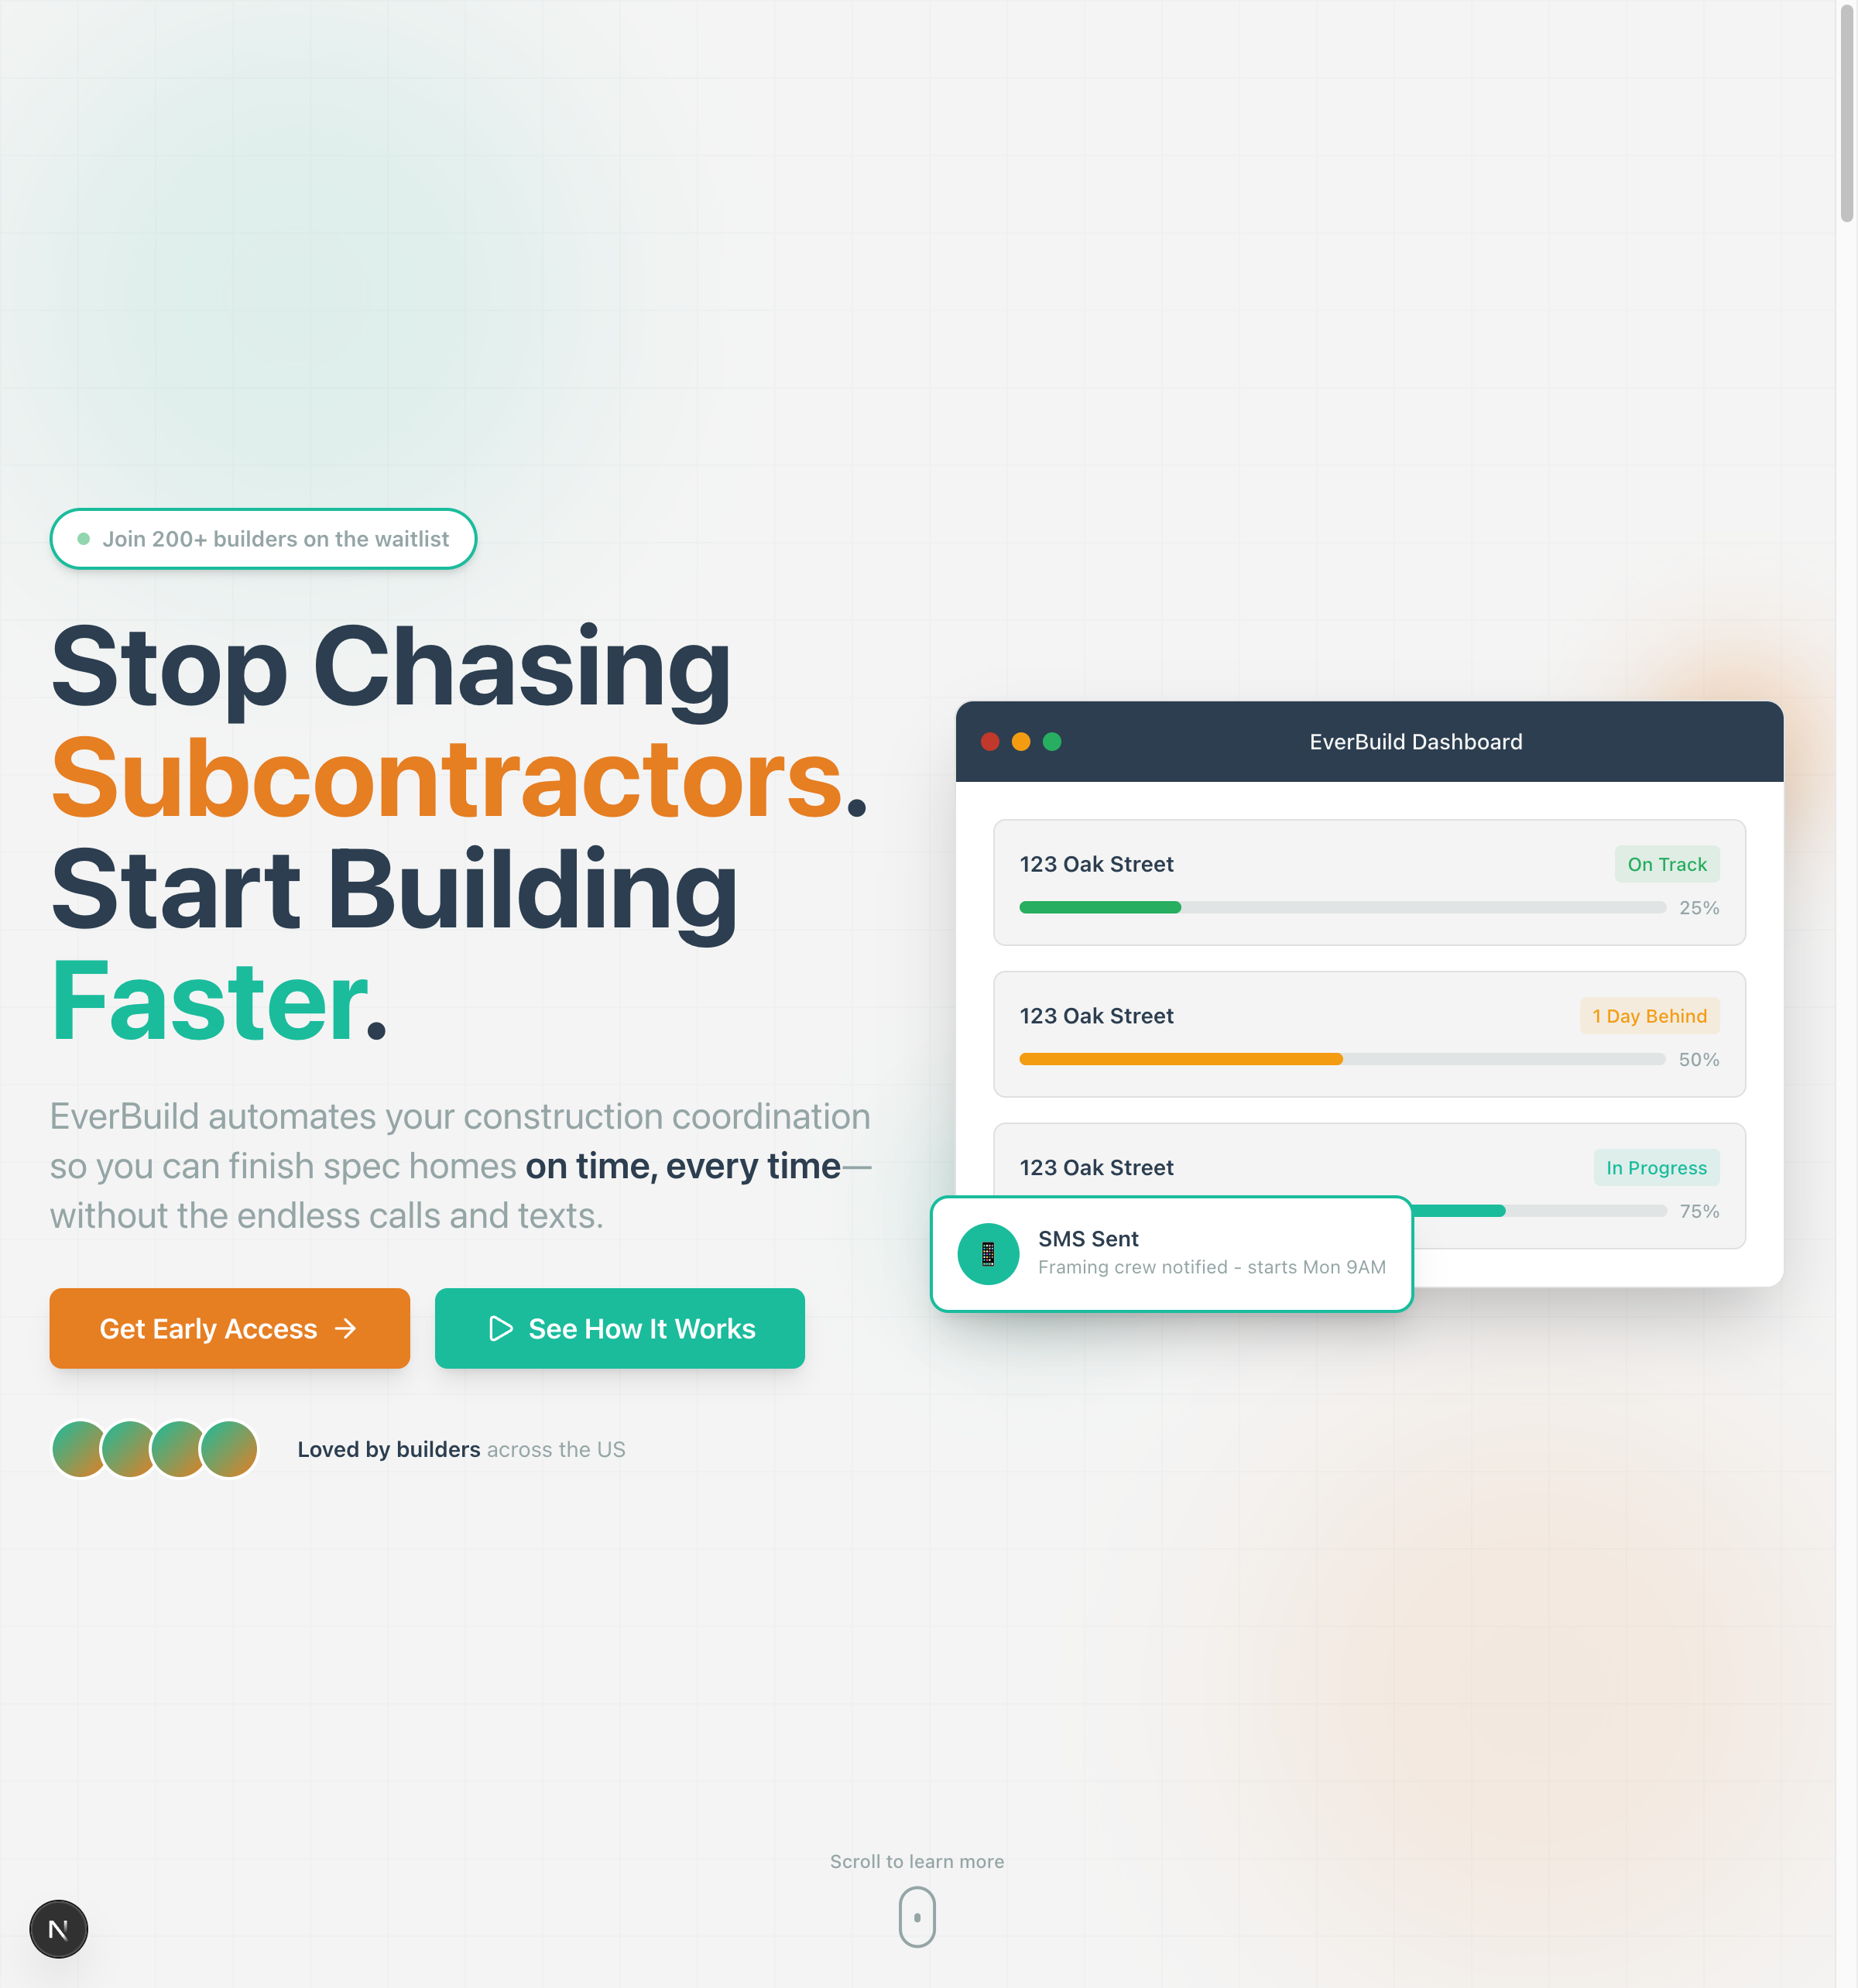 Join 200+ builders on the waitlist
Stop Chasing
Subcontractors.
Start Building
Faster.
EverBuild automates your construction coordination
so you can finish spec homes on time, every time—
without the endless calls and texts.
Get Early Access →
See How It Works
Loved by builders across the US
EverBuild Dashboard
123 Oak Street
On Track
25%
123 Oak Street
1 Day Behind
50%
123 Oak Street
In Progress
75%
SMS Sent
Framing crew notified - starts Mon 9AM
Scroll to learn more
N